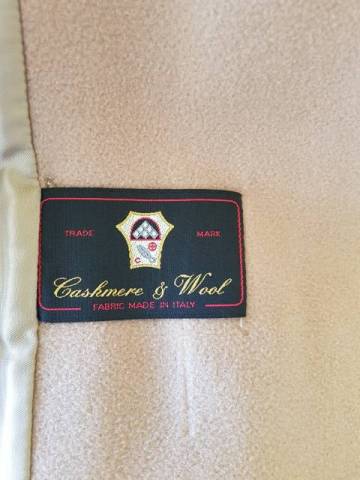 TRADE MARK
Cashmere & Wool
FABRIC MADE IN ITALY